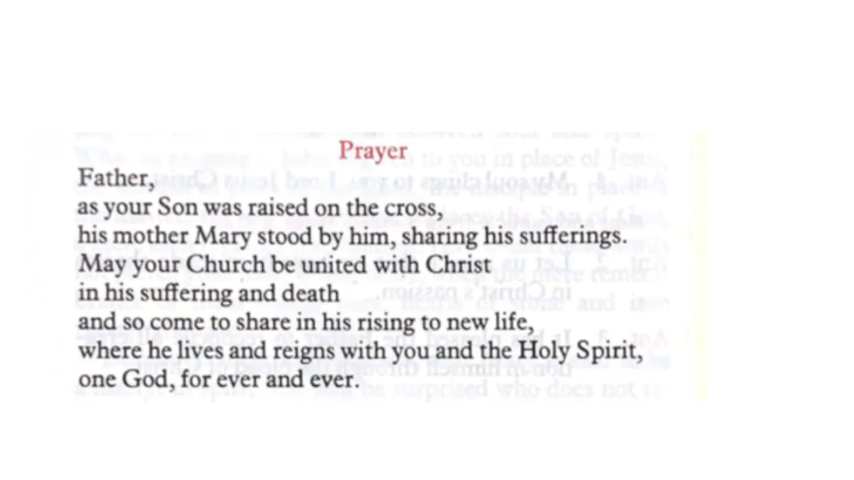 Prayer
Father,
as your Son was raised on the cross,
his mother Mary stood by him, sharing his sufferings.
May your Church be united with Christ
in his suffering and death
and so come to share in his rising to new life,
where he lives and reigns with you and the Holy Spirit,
one God, for ever and ever.